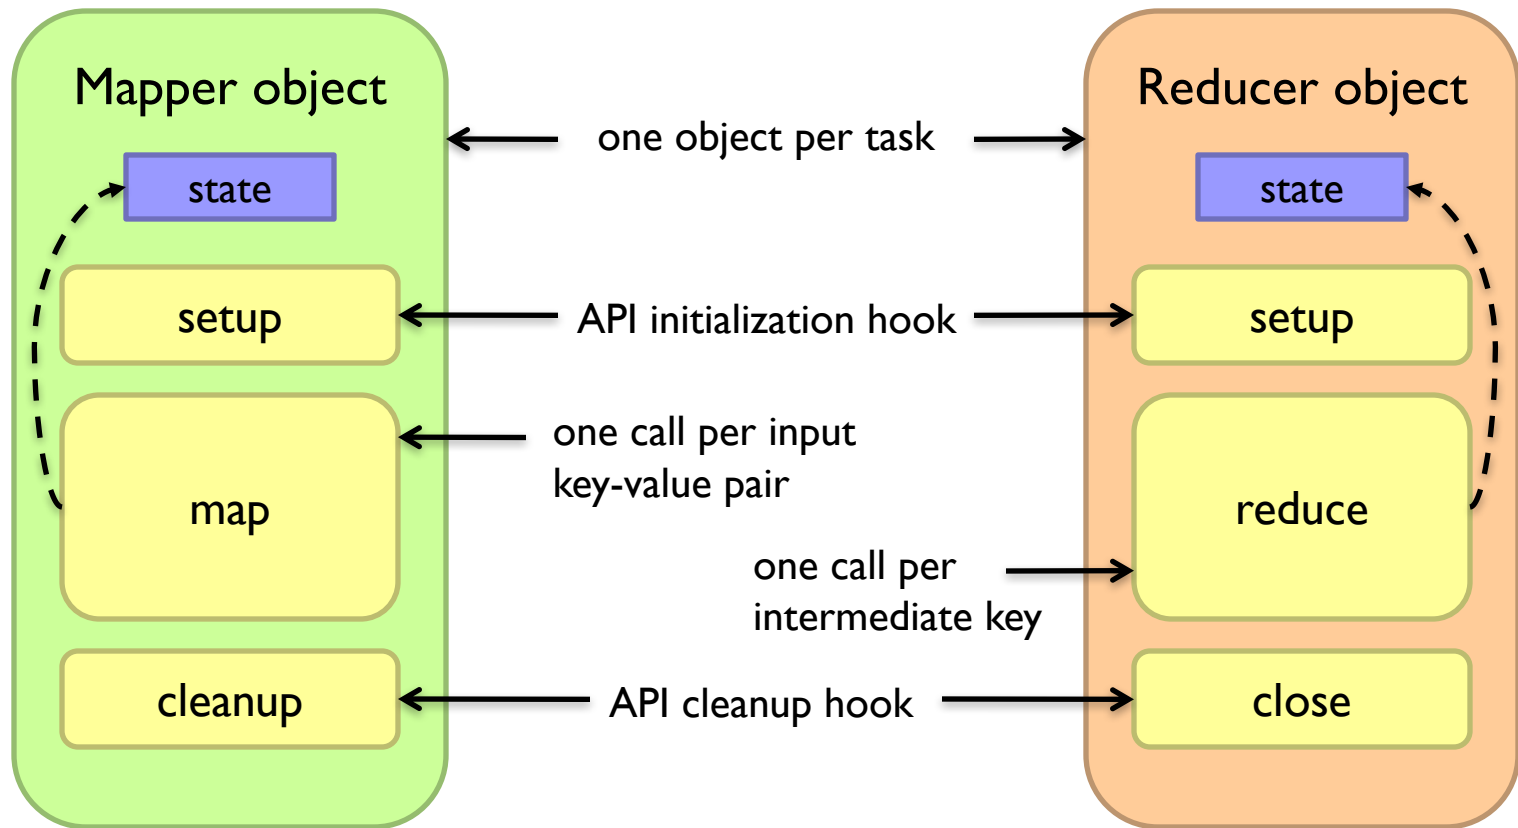 Mapper object
Reducer object
one object per task
state
state
setup
API initialization hook
setup
one call per input
key-value pair
map
reduce
one call per
intermediate key
cleanup
API cleanup hook
close